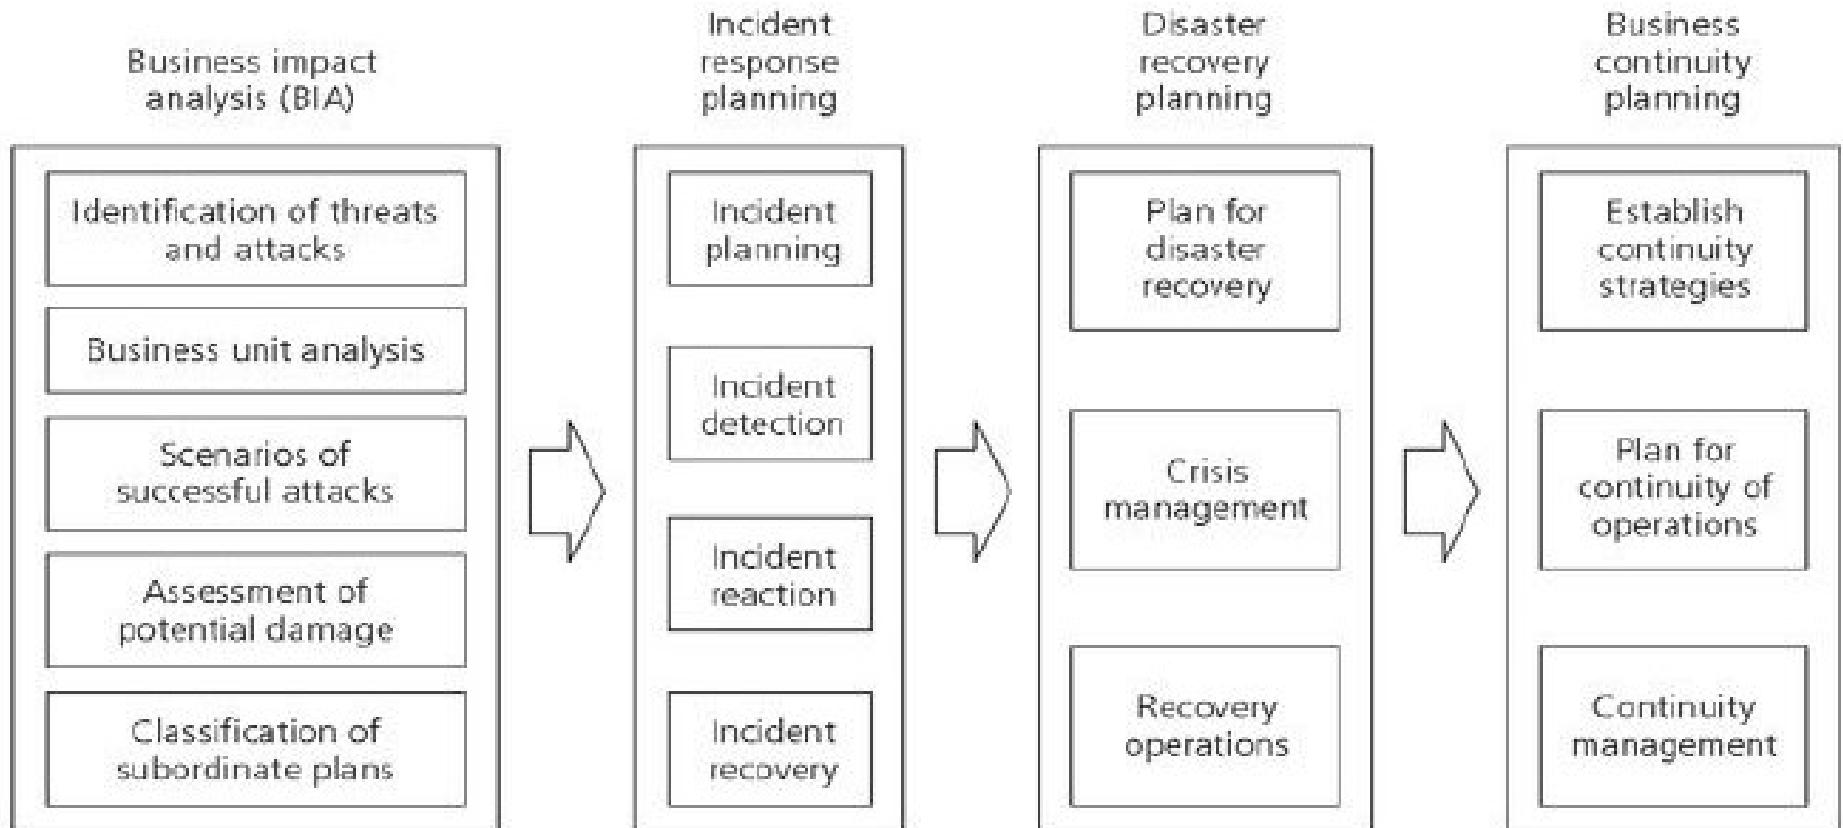 Business impact
analysis (BIA)
Identification of threats
and attacks
Business unit analysis
Scenarios of
successful attacks
Assessment of
potential damage
Classification of
subordinate plans
Incident
response
planning
Incident
planning
Incident
detection
Incident
reaction
Incident
recovery
Disaster
recovery
planning
Plan for
disaster
recovery
Crisis
management
Recovery
operations
Business
continuity
planning
Establish
continuity
strategies
Plan for
continuity of
operations
Continuity
management